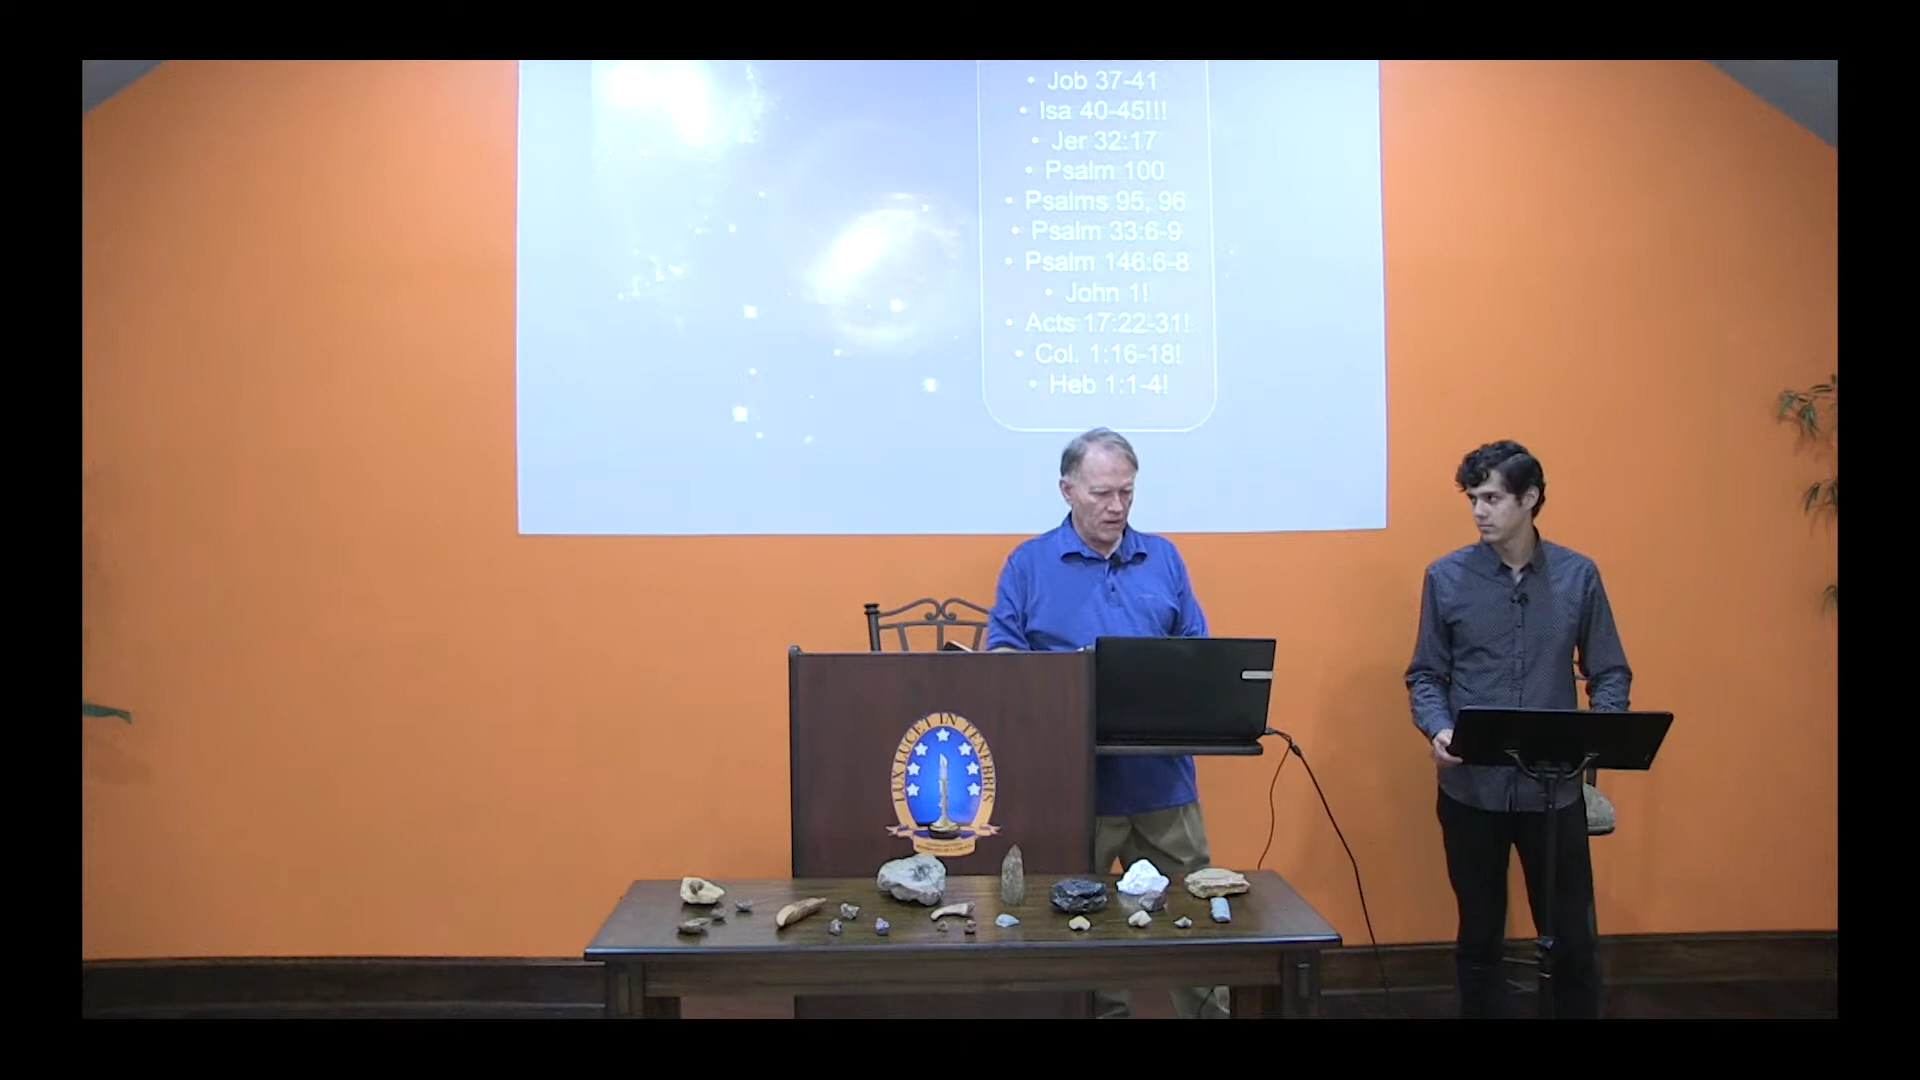 • Job 37-41
• Isa 40-45!!!
• Jer 32:17
• Psalm 100
• Psalms 95, 96
• Psalm 33:6-9
• Psalm 146:6-8
• John 1!
• Acts 17:22-31!
• Col. 1:16-18!
• Heb 1:1-4!
LUX LUCET IN TENEBRIS